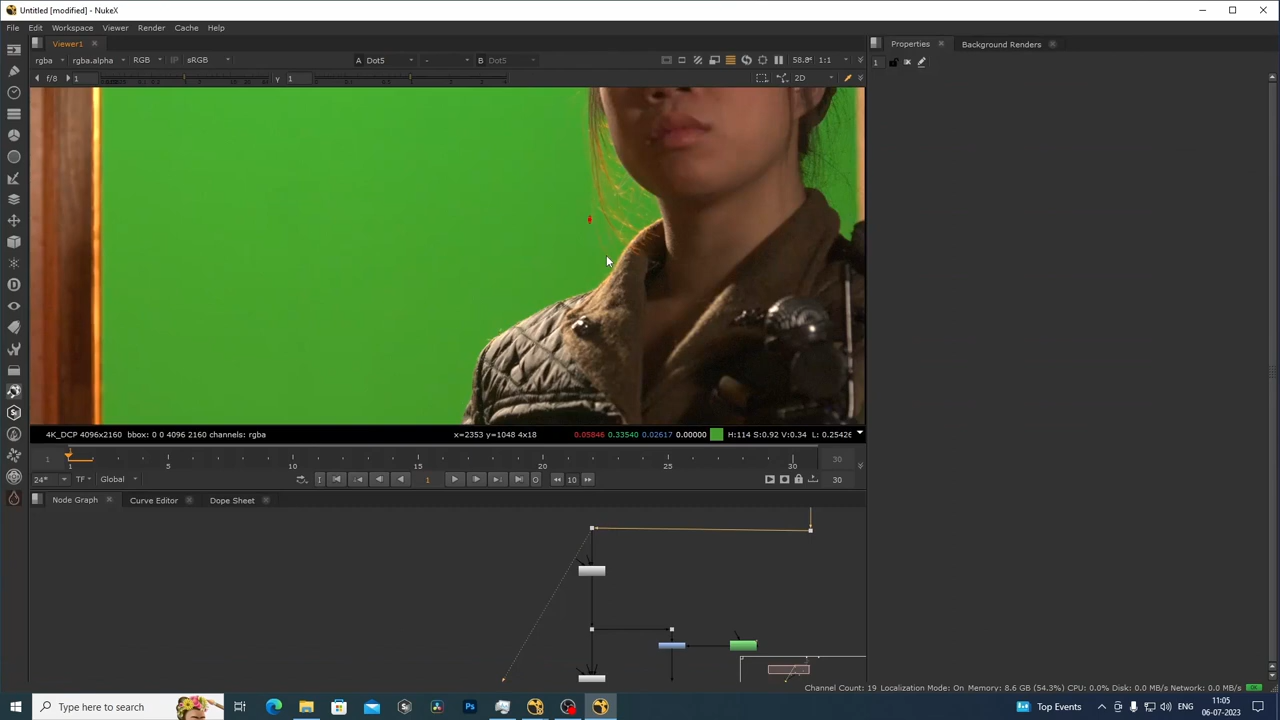 Untitled [modified] - NukeX
File Edit Workspace Viewer Render Cache Help
Viewer1
Properties Background Renders
rgba rgba.alpha RGB IP sRGB A Dot5 - B Dot5 58.8% 1:1
1
f/8 1 Y 1 2D
4K_DCP 4096x2160 bbox: 0 0 4096 2160 channels: rgba x=2353 y=1048 4x18 0.05846 0.33540 0.02617 0.00000 H:114 S:0.92 V:0.34 L: 0.25426
1 1 5 10 15 20 25 30 30
24* TF Global 1 10 30
Node Graph Curve Editor Dope Sheet
Channel Count: 19 Localization Mode: On Memory: 8.6 GB (54.3%) CPU: 0.0% Disk: 0.0 MB/s Network: 0.0 MB/s
Type here to search Top Events ENG 11:05
06-07-2023